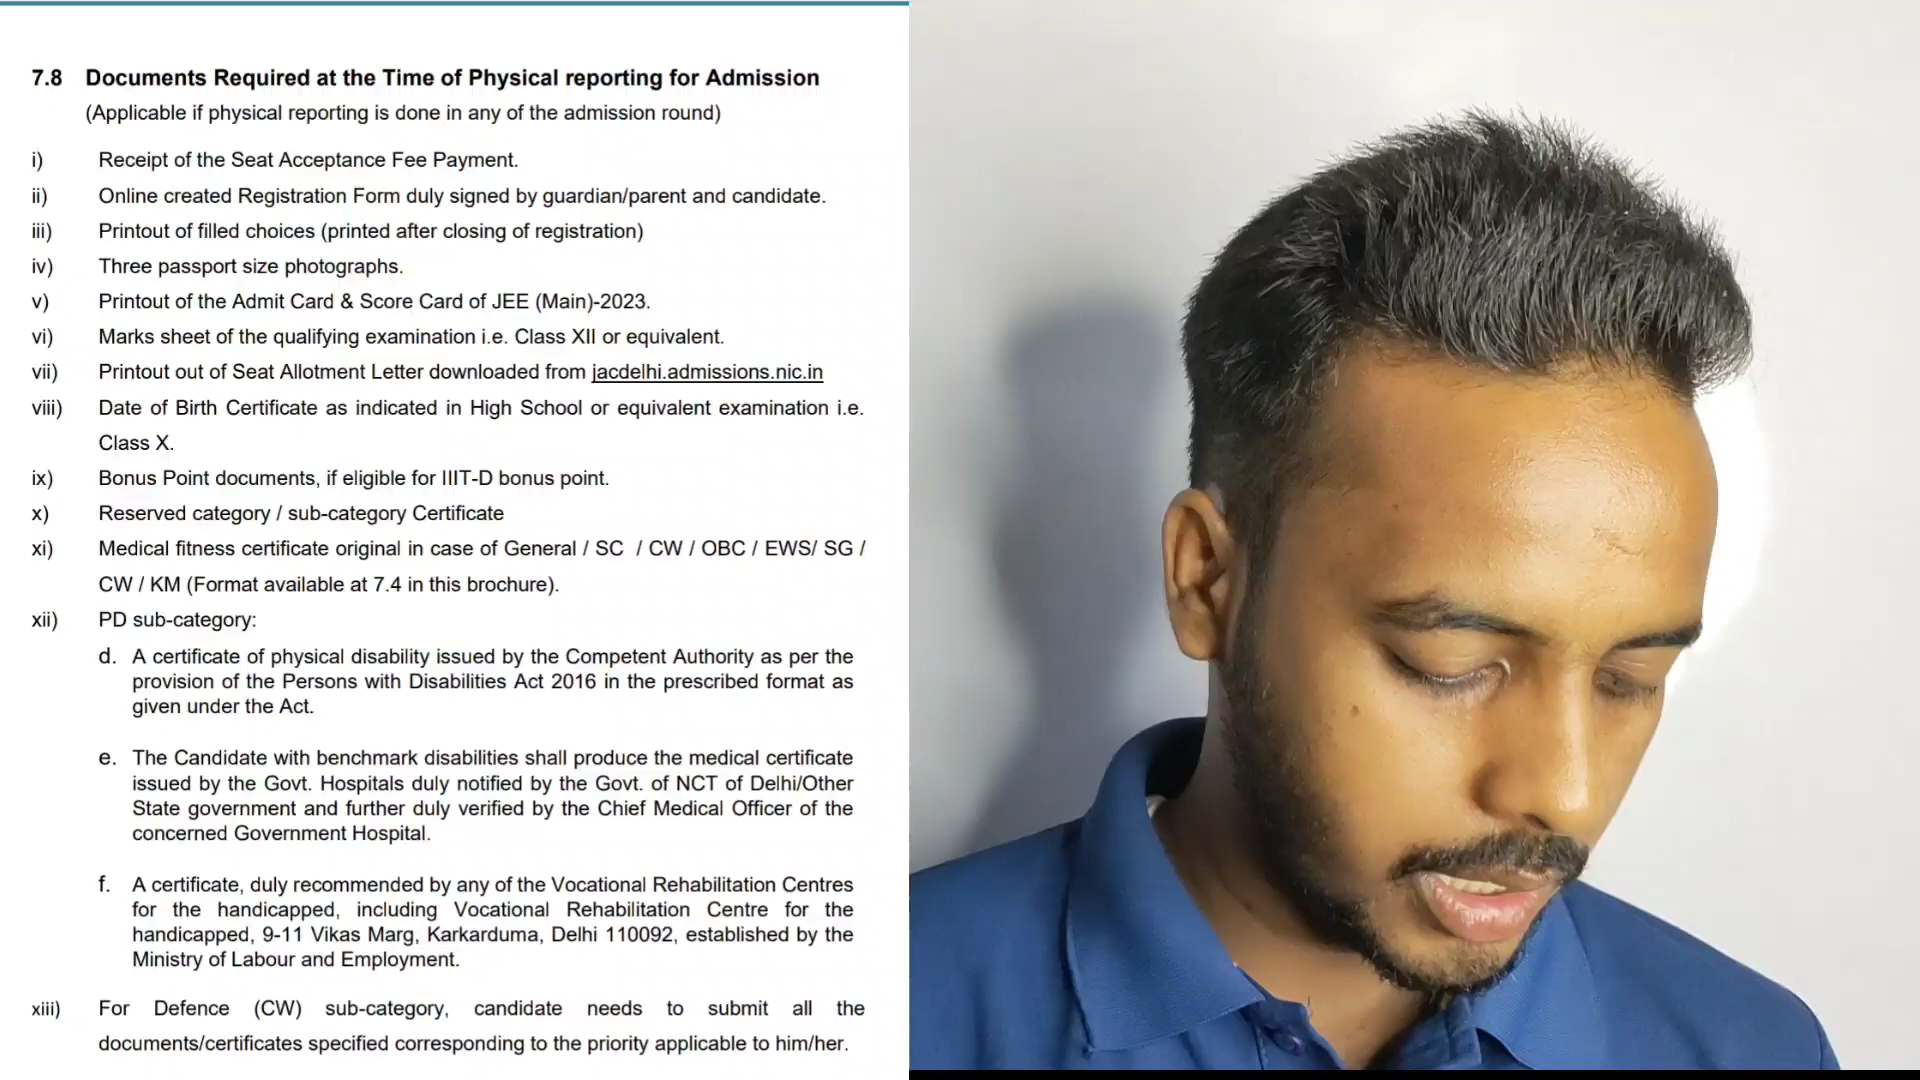 7.8 Documents Required at the Time of Physical reporting for Admission
(Applicable if physical reporting is done in any of the admission round)
i) Receipt of the Seat Acceptance Fee Payment.
ii) Online created Registration Form duly signed by guardian/parent and candidate.
iii) Printout of filled choices (printed after closing of registration)
iv) Three passport size photographs.
v) Printout of the Admit Card & Score Card of JEE (Main)-2023.
vi) Marks sheet of the qualifying examination i.e. Class XII or equivalent.
vii) Printout out of Seat Allotment Letter downloaded from jacdelhi.admissions.nic.in
viii) Date of Birth Certificate as indicated in High School or equivalent examination i.e.
Class X.
ix) Bonus Point documents, if eligible for IIIT-D bonus point.
x) Reserved category / sub-category Certificate
xi) Medical fitness certificate original in case of General / SC / CW / OBC / EWS/ SG /
CW / KM (Format available at 7.4 in this brochure).
xii) PD sub-category:
d. A certificate of physical disability issued by the Competent Authority as per the
provision of the Persons with Disabilities Act 2016 in the prescribed format as
given under the Act.
e. The Candidate with benchmark disabilities shall produce the medical certificate
issued by the Govt. Hospitals duly notified by the Govt. of NCT of Delhi/Other
State government and further duly verified by the Chief Medical Officer of the
concerned Government Hospital.
f. A certificate, duly recommended by any of the Vocational Rehabilitation Centres
for the handicapped, including Vocational Rehabilitation Centre for the
handicapped, 9-11 Vikas Marg, Karkarduma, Delhi 110092, established by the
Ministry of Labour and Employment.
xiii) For Defence (CW) sub-category, candidate needs to submit all the
documents/certificates specified corresponding to the priority applicable to him/her.